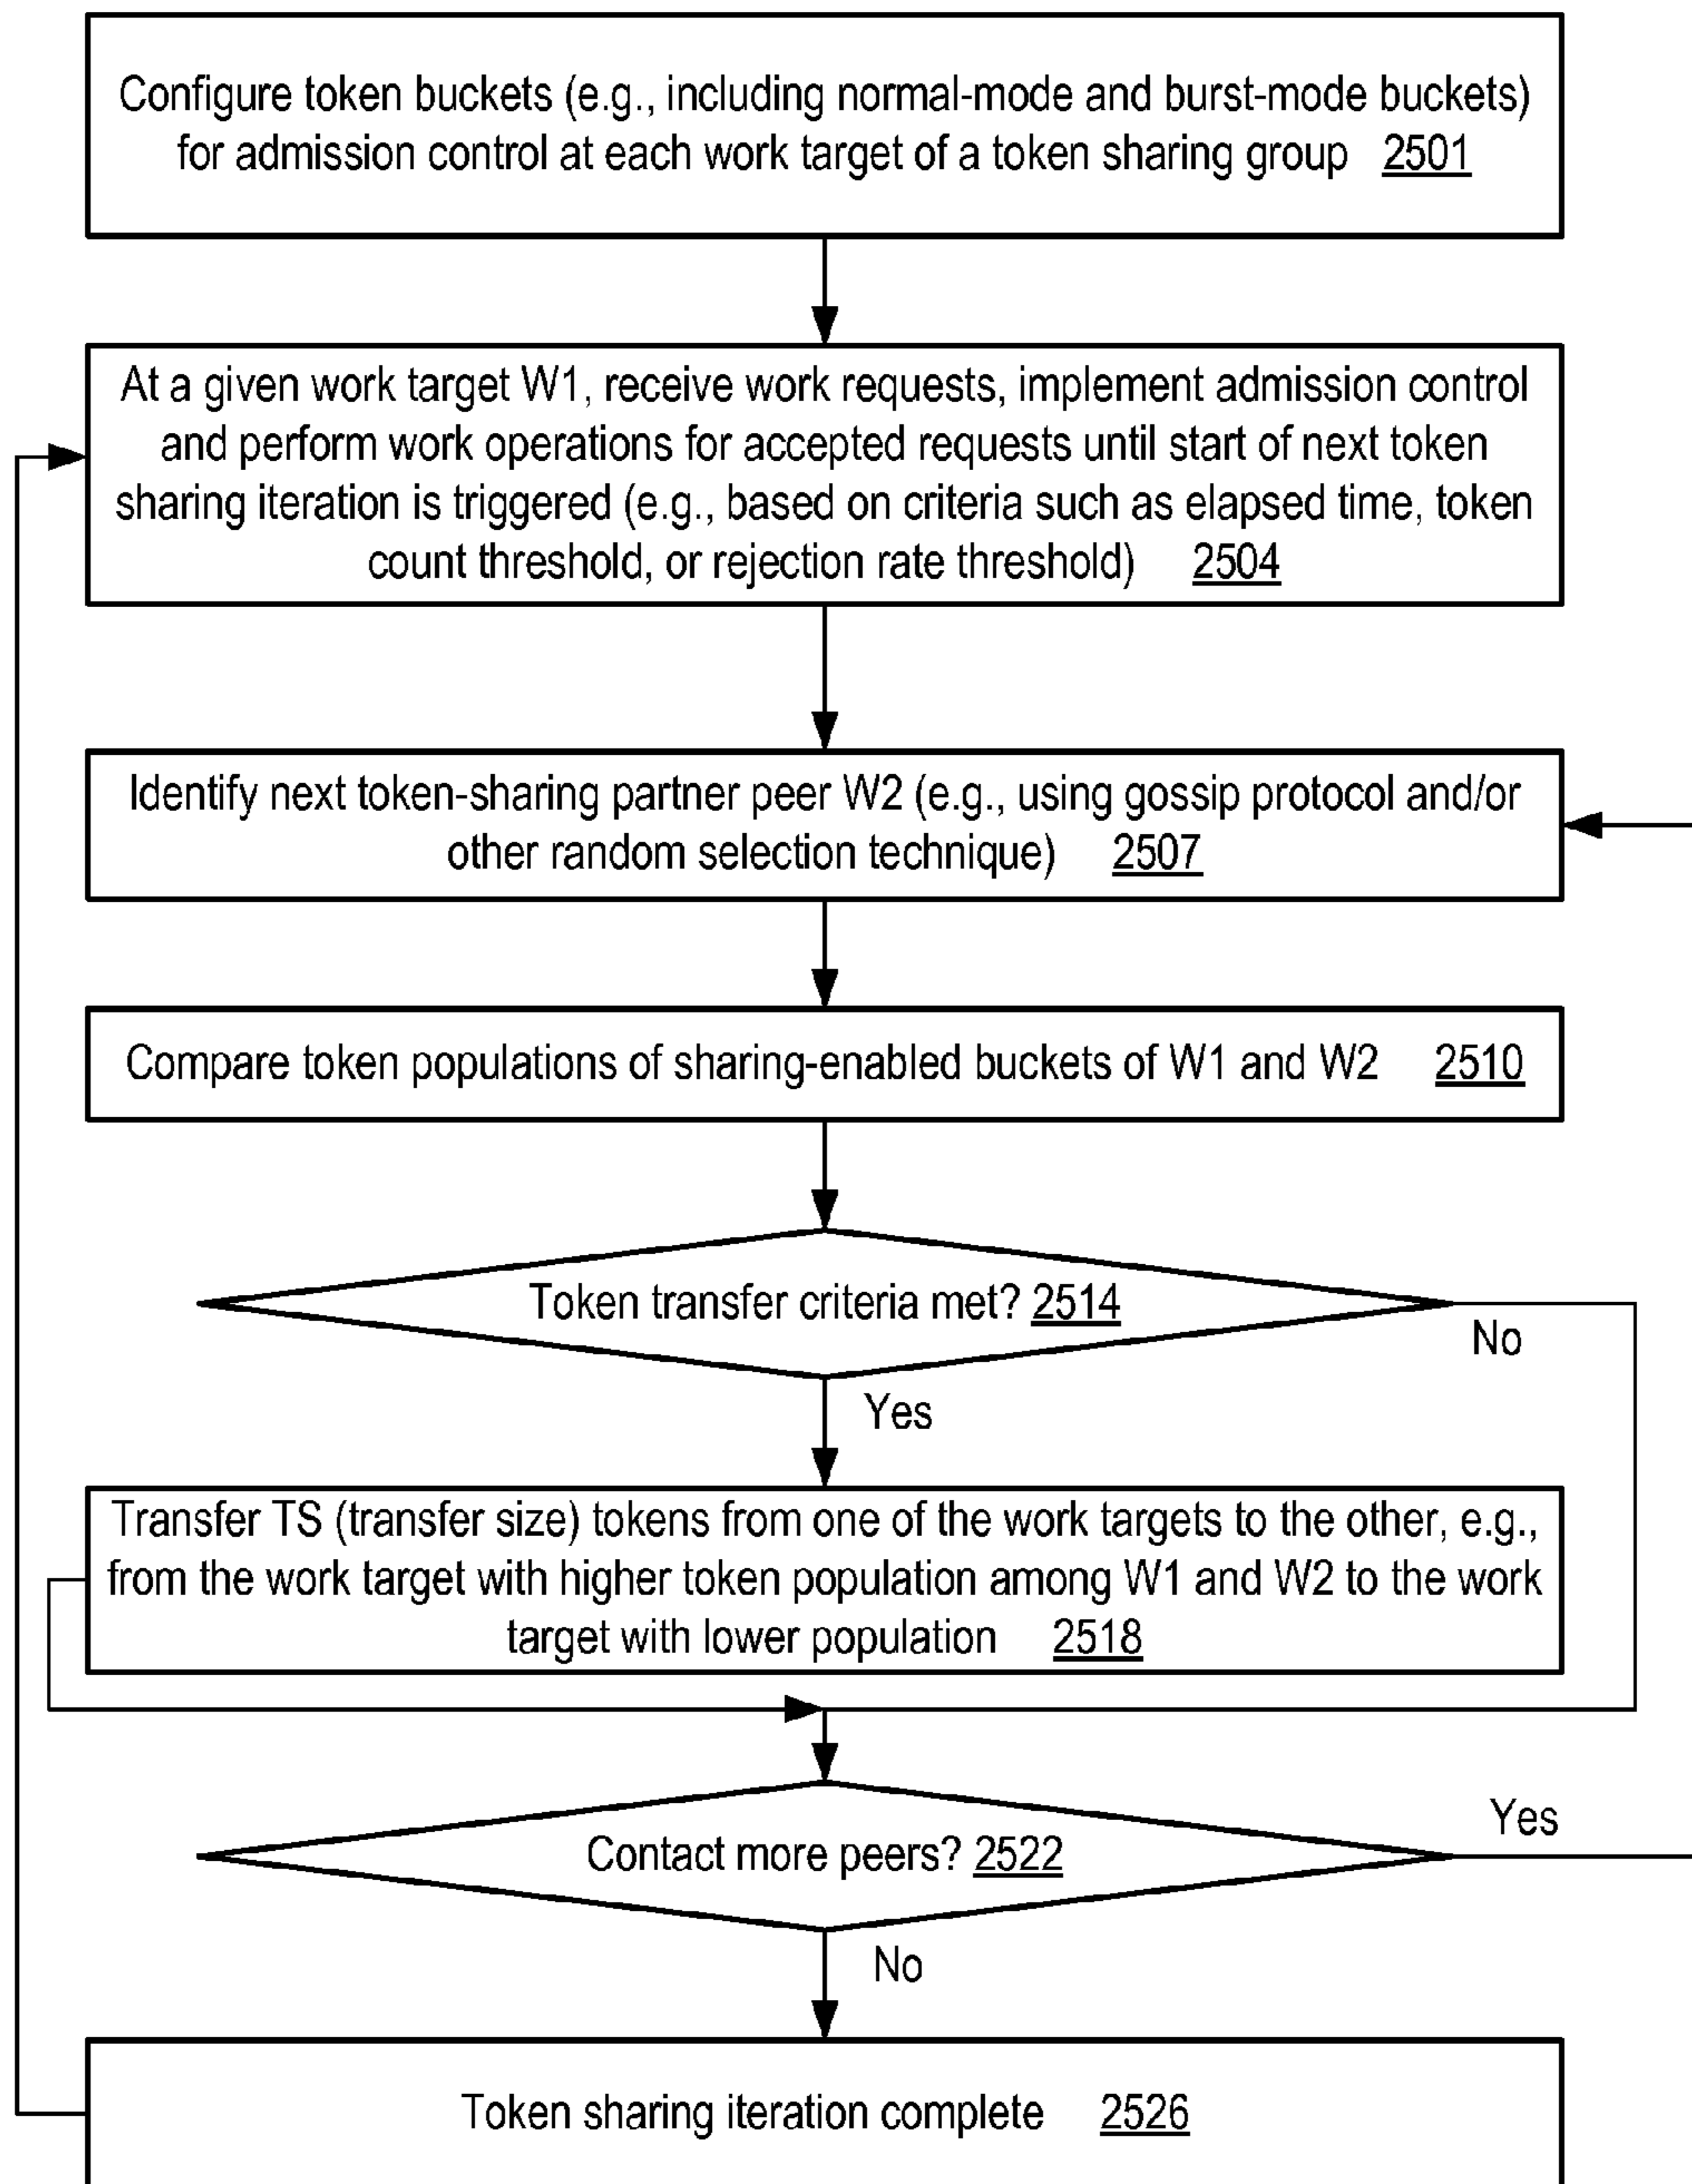 Configure token buckets (e.g., including normal-mode and burst-mode buckets)
for admission control at each work target of a token sharing group 2501
At a given work target W1, receive work requests, implement admission control
and perform work operations for accepted requests until start of next token
sharing iteration is triggered (e.g., based on criteria such as elapsed time, token
count threshold, or rejection rate threshold) 2504
Identify next token-sharing partner peer W2 (e.g., using gossip protocol and/or
other random selection technique) 2507
Compare token populations of sharing-enabled buckets of W1 and W2 2510
Token transfer criteria met? 2514
No
Yes
Transfer TS (transfer size) tokens from one of the work targets to the other, e.g.,
from the work target with higher token population among W1 and W2 to the work
target with lower population 2518
Yes
Contact more peers? 2522
No
Token sharing iteration complete 2526